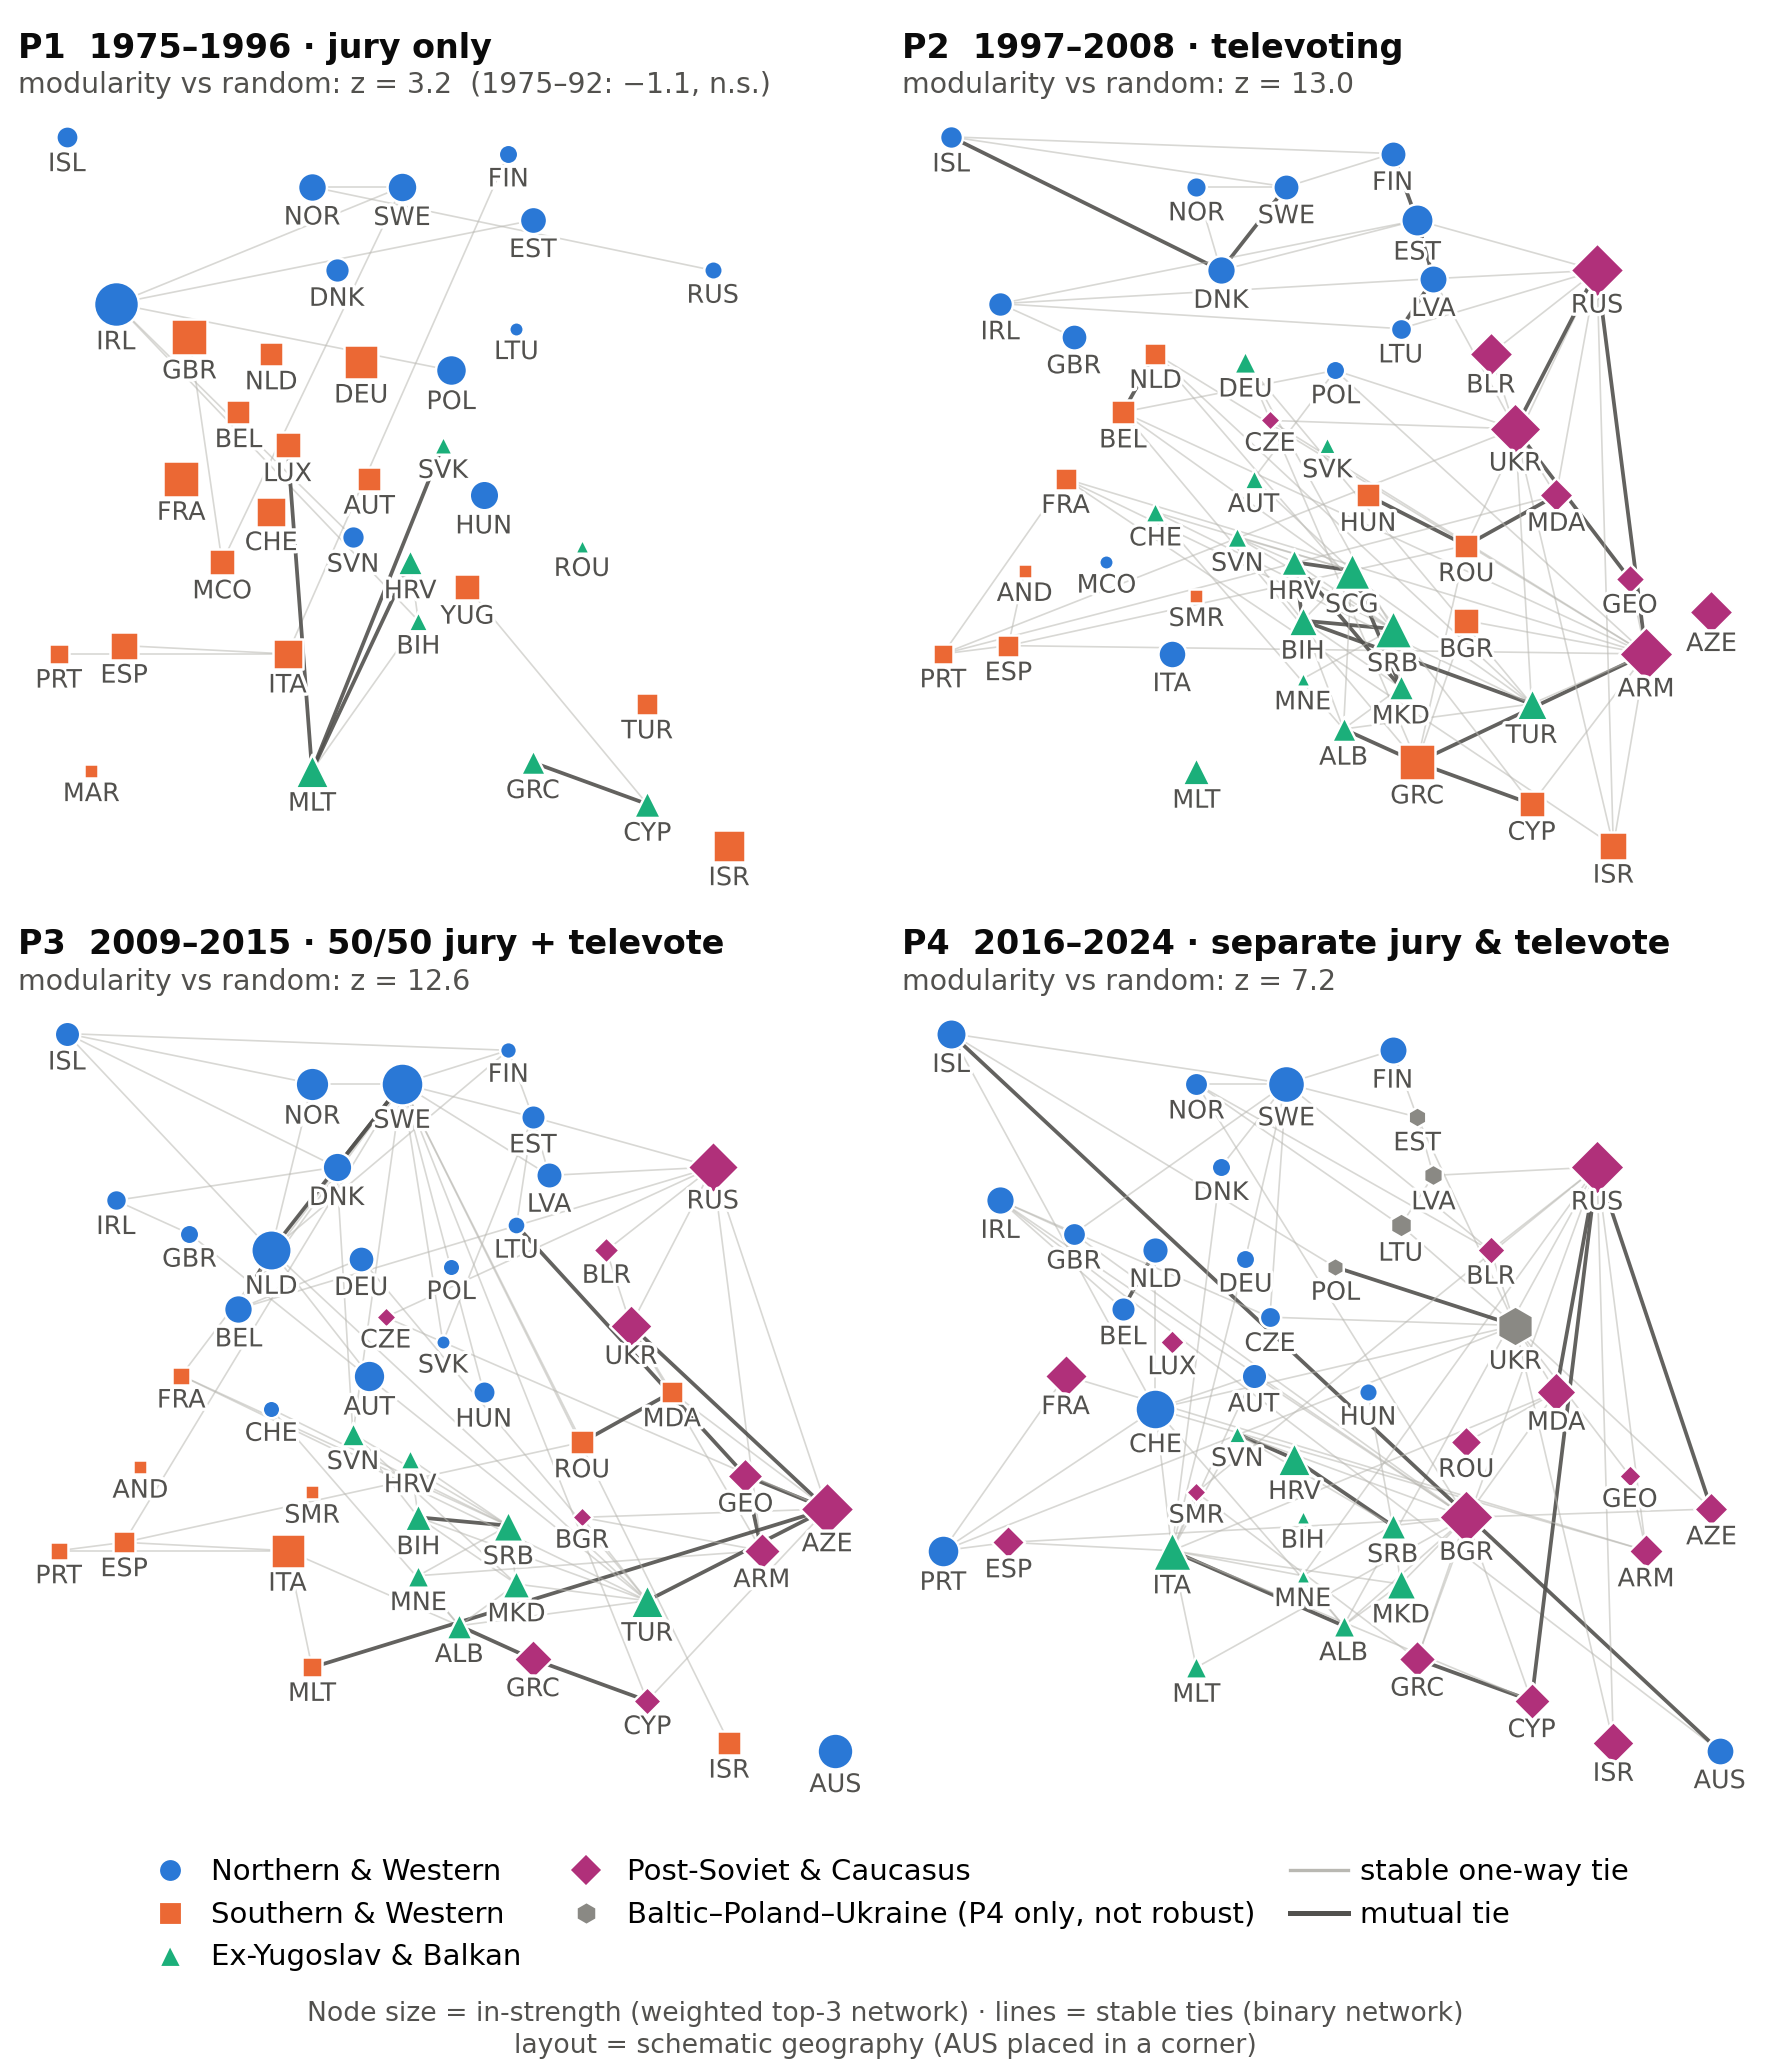 P1  1975–1996 · jury only
modularity vs random: z = 3.2  (1975–92: −1.1, n.s.)
ISL
FIN
NOR
SWE
EST
DNK
RUS
IRL
GBR
NLD
DEU
LTU
POL
BEL
LUX
SVK
FRA
AUT
HUN
CHE
SVN
ROU
MCO
HRV
YUG
BIH
PRT
ESP
ITA
TUR
MAR
MLT
GRC
CYP
ISR
P2  1997–2008 · televoting
modularity vs random: z = 13.0
ISL
FIN
NOR
SWE
EST
DNK
LVA
RUS
IRL
GBR
LTU
NLD
DEU
POL
BLR
BEL
CZE
SVK
UKR
FRA
AUT
HUN
MDA
CHE
SVN
ROU
AND
MCO
HRV
SCG
GEO
SMR
AZE
BIH
SRB
BGR
PRT
ESP
ITA
ARM
MNE
MKD
TUR
ALB
MLT
GRC
CYP
ISR
P3  2009–2015 · 50/50 jury + televote
modularity vs random: z = 12.6
ISL
FIN
NOR
SWE
EST
DNK
LVA
RUS
IRL
GBR
LTU
NLD
DEU
POL
BLR
BEL
CZE
SVK
UKR
FRA
AUT
HUN
MDA
CHE
SVN
ROU
AND
HRV
GEO
SMR
BIH
SRB
BGR
AZE
PRT
ESP
ITA
ARM
MNE
MKD
TUR
ALB
MLT
GRC
CYP
ISR
AUS
P4  2016–2024 · separate jury & televote
modularity vs random: z = 7.2
ISL
FIN
NOR
SWE
EST
DNK
LVA
RUS
IRL
GBR
LTU
NLD
DEU
POL
BLR
BEL
LUX
CZE
UKR
FRA
AUT
HUN
MDA
CHE
SVN
ROU
HRV
GEO
SMR
BIH
SRB
BGR
AZE
PRT
ESP
ITA
ARM
MNE
MKD
ALB
MLT
GRC
CYP
ISR
AUS
Northern & Western
Southern & Western
Ex-Yugoslav & Balkan
Post-Soviet & Caucasus
Baltic–Poland–Ukraine (P4 only, not robust)
stable one-way tie
mutual tie
Node size = in-strength (weighted top-3 network) · lines = stable ties (binary network)
layout = schematic geography (AUS placed in a corner)